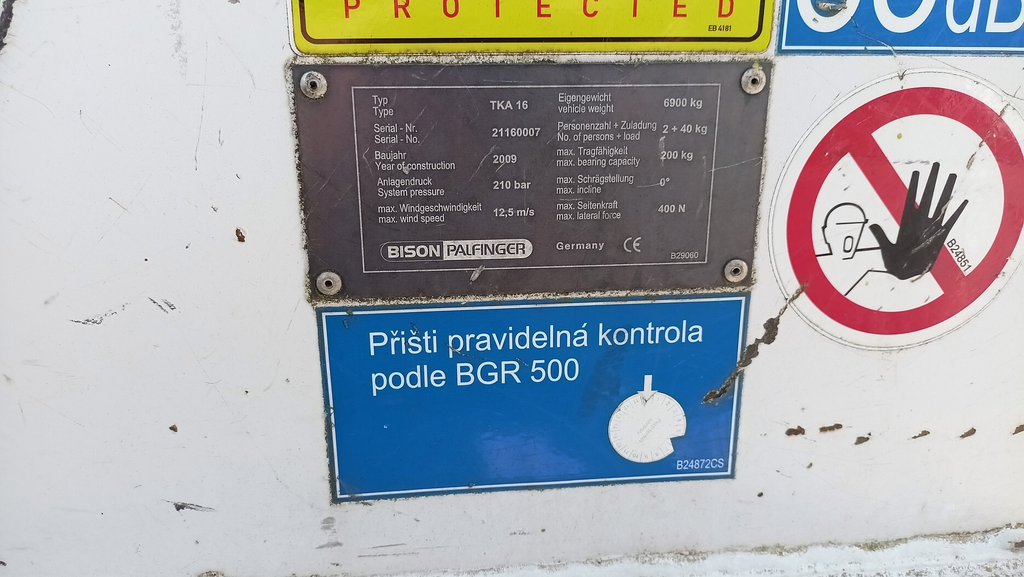 PROTECTED
EB 4181
dB
Typ
Type
TKA 16
Serial - Nr.
Serial - No.
21160007
Baujahr
Year of construction
2009
Anlagendruck
System pressure
210 bar
max. Windgeschwindigkeit
max. wind speed
12,5 m/s
Eigengewicht
vehicle weight
6900 kg
Personenzahl + Zuladung
No. of persons + load
2 + 40 kg
max. Tragfähigkeit
max. bearing capacity
200 kg
max. Schrägstellung
max. incline
0°
max. Seitenkraft
max. lateral force
400 N
BISON PALFINGER
Germany CE
B29060
B24851
Přišti pravidelná kontrola
podle BGR 500
B24872CS